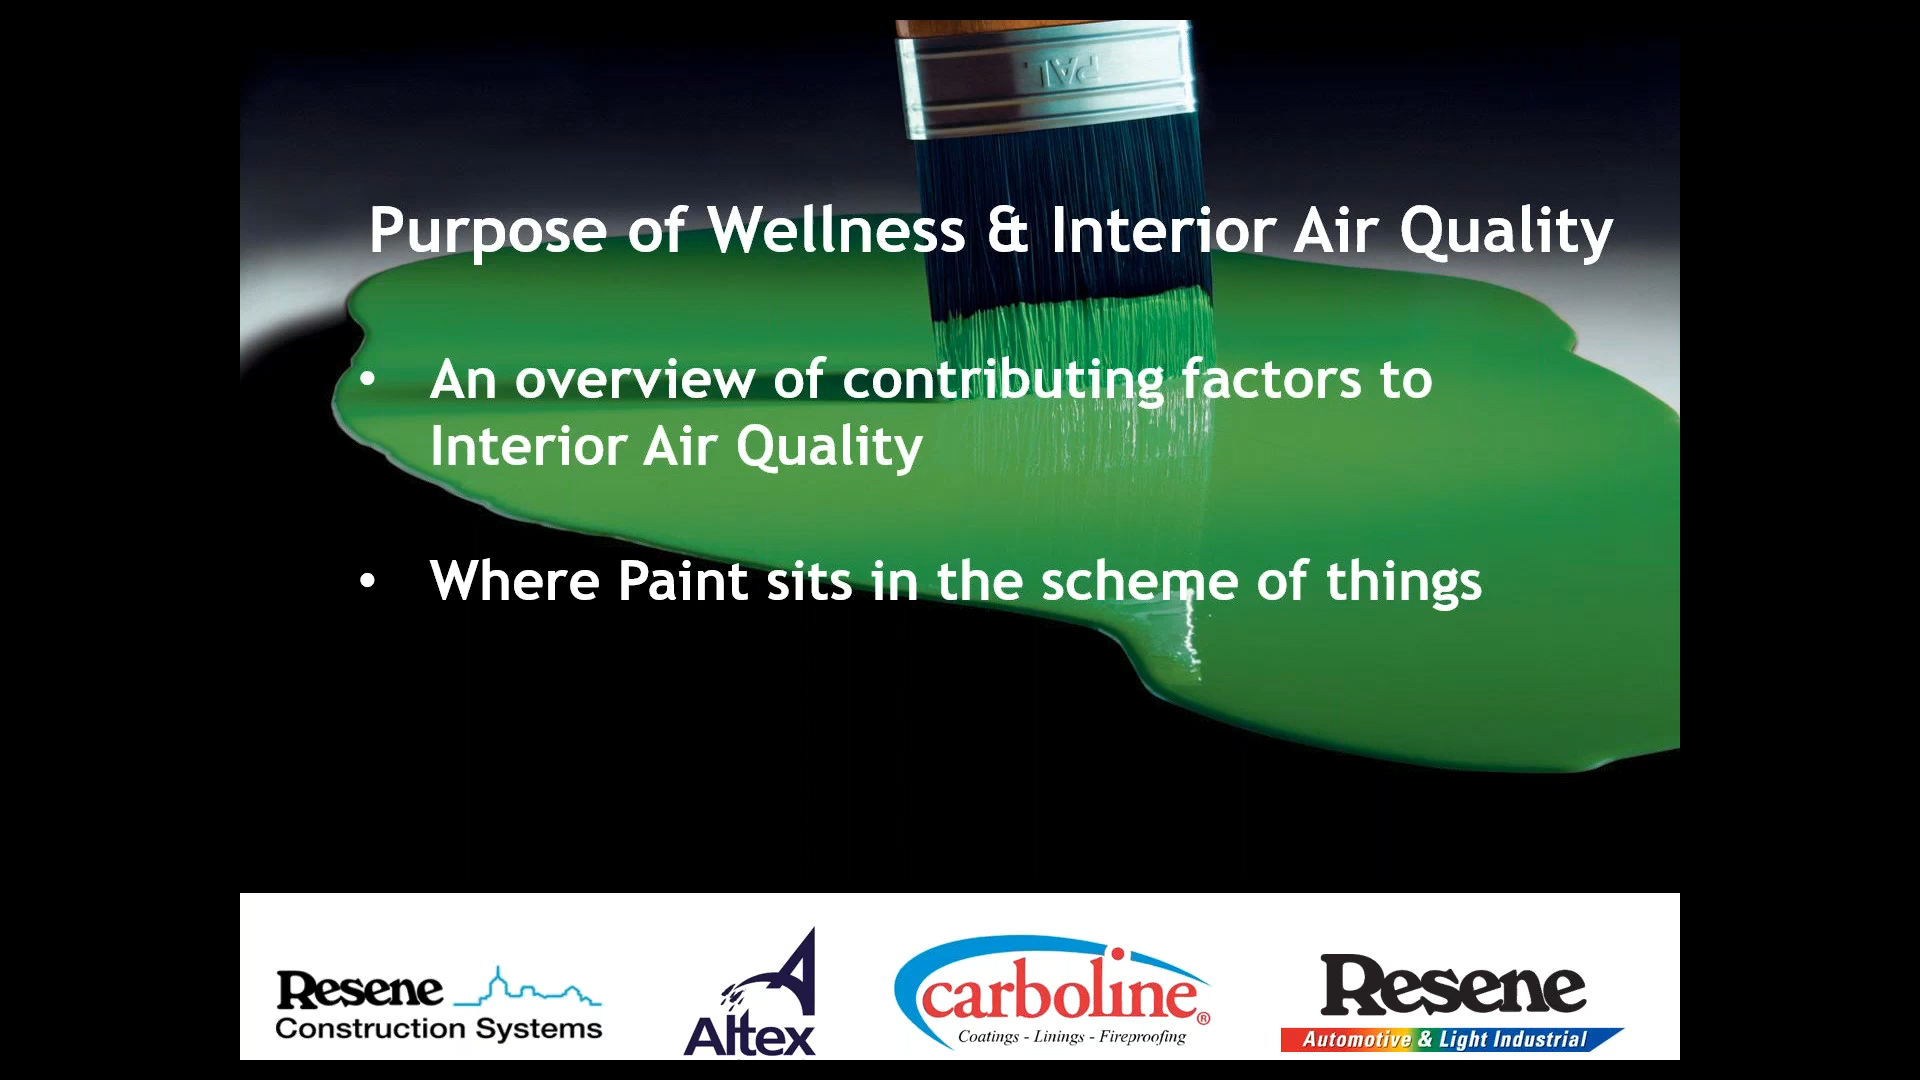 PAL
Purpose of Wellness & Interior Air Quality
• An overview of contributing factors to
Interior Air Quality
• Where Paint sits in the scheme of things
Resene
Construction Systems
Altex
carboline®
Coatings - Linings - Fireproofing
Resene
Automotive & Light Industrial